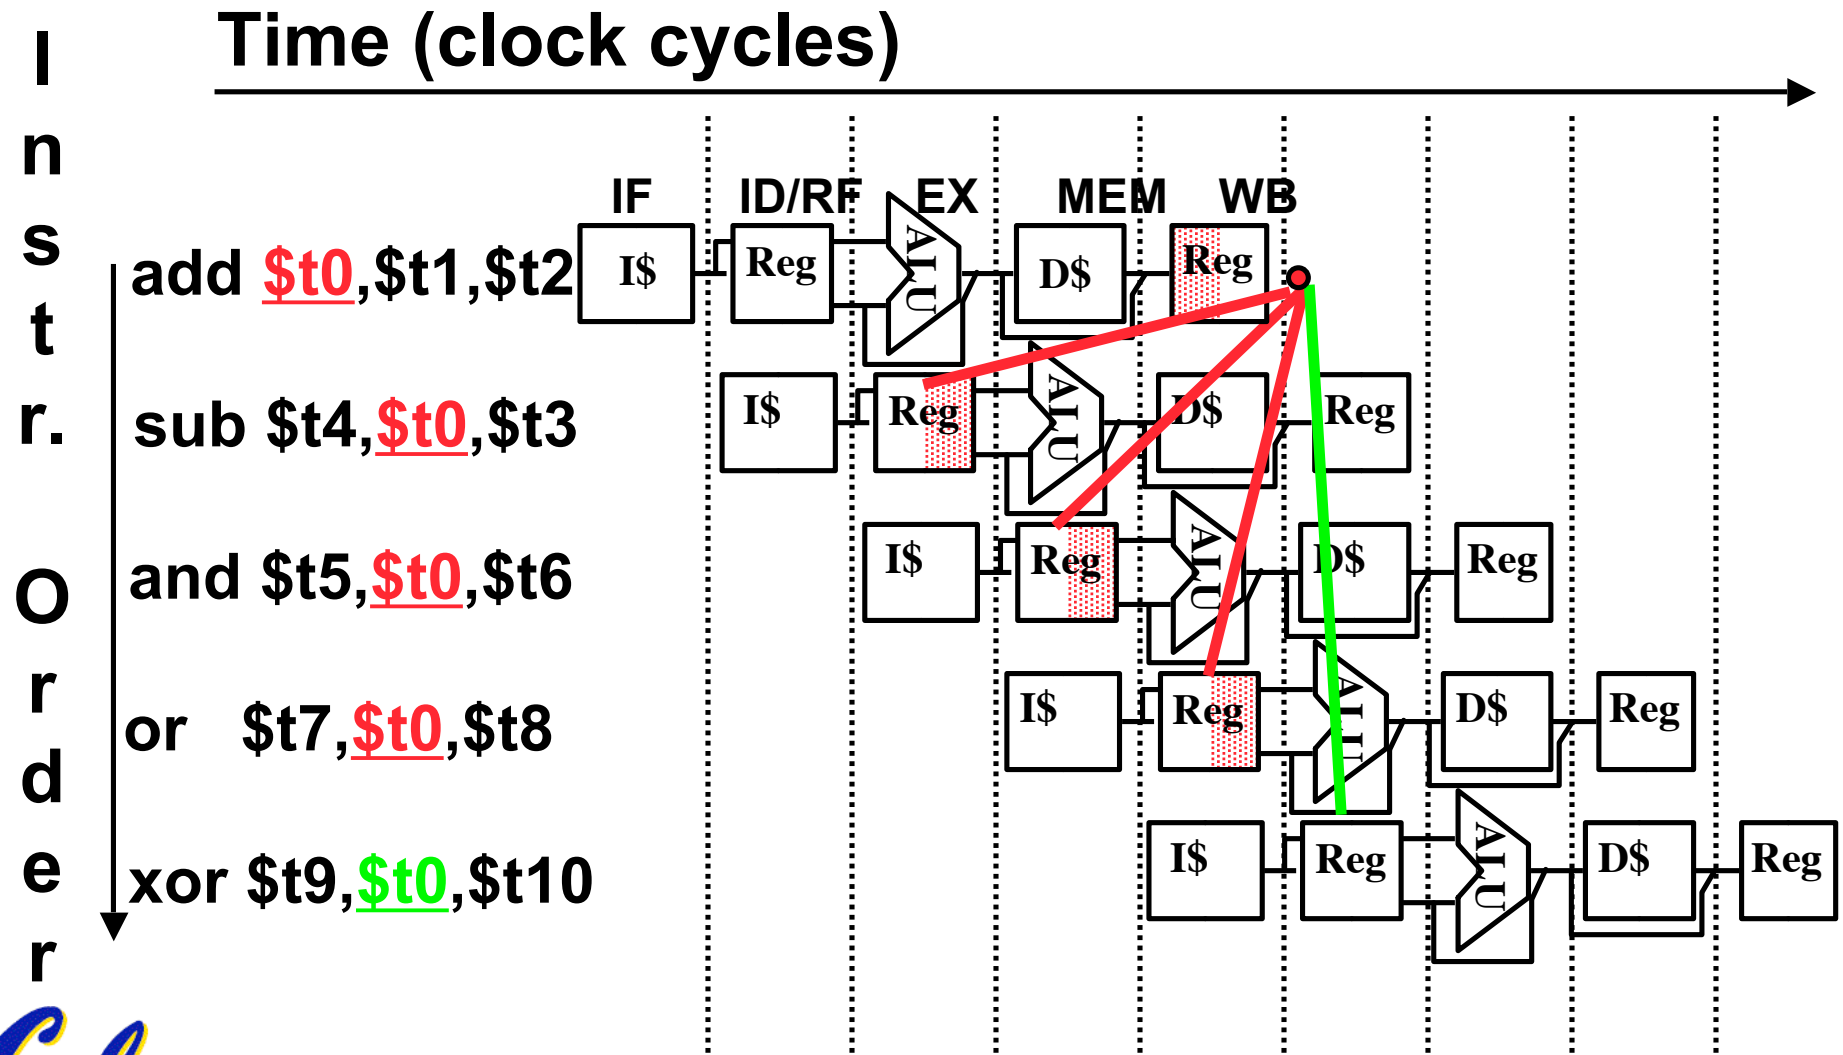 Time (clock cycles)
Instr. Order
IF ID/RF EX MEM WB
add $t0,$t1,$t2 I$ Reg ALU D$ Reg
sub $t4,$t0,$t3 I$ Reg ALU D$ Reg
and $t5,$t0,$t6 I$ Reg ALU D$ Reg
or $t7,$t0,$t8 I$ Reg ALU D$ Reg
xor $t9,$t0,$t10 I$ Reg ALU D$ Reg